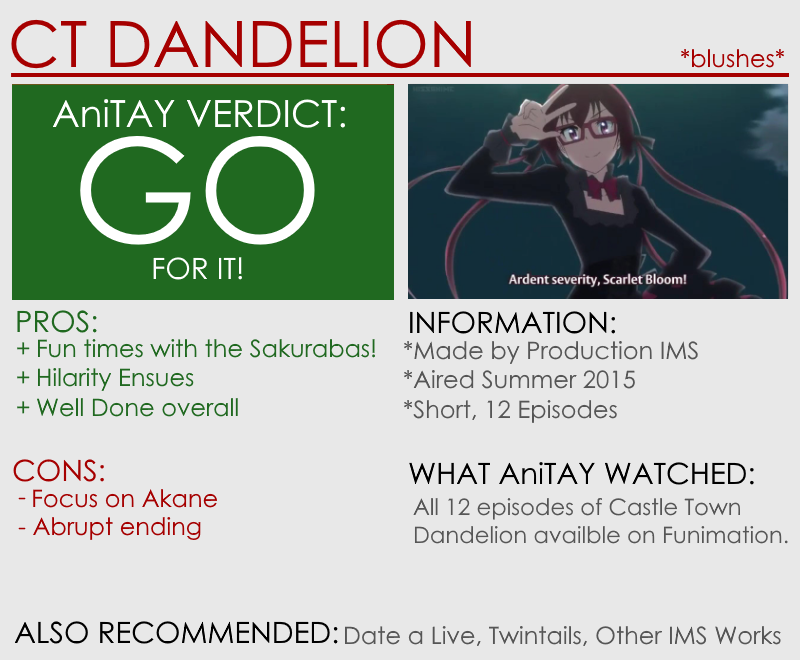 CT DANDELION
*blushes*
AniTAY VERDICT:
GO
FOR IT!
Ardent severity, Scarlet Bloom!
PROS:
+ Fun times with the Sakurabas!
+ Hilarity Ensues
+ Well Done overall
INFORMATION:
*Made by Production IMS
*Aired Summer 2015
*Short, 12 Episodes
CONS:
- Focus on Akane
- Abrupt ending
WHAT AniTAY WATCHED:
All 12 episodes of Castle Town
Dandelion availble on Funimation.
ALSO RECOMMENDED: Date a Live, Twintails, Other IMS Works